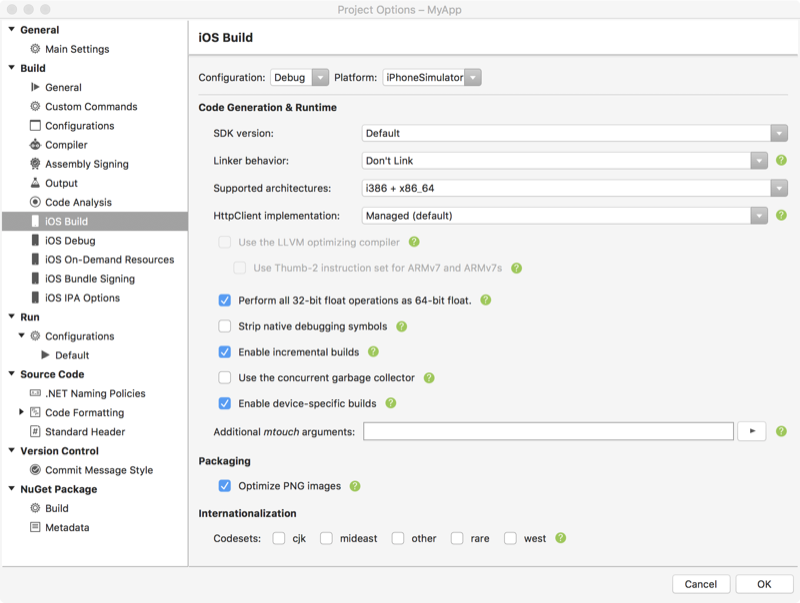 Project Options – MyApp
General
Main Settings
Build
General
Custom Commands
Configurations
Compiler
Assembly Signing
Output
Code Analysis
iOS Build
iOS Debug
iOS On-Demand Resources
iOS Bundle Signing
iOS IPA Options
Run
Configurations
Default
Source Code
.NET Naming Policies
Code Formatting
Standard Header
Version Control
Commit Message Style
NuGet Package
Build
Metadata
iOS Build
Configuration: Debug Platform: iPhoneSimulator
Code Generation & Runtime
SDK version: Default
Linker behavior: Don't Link ?
Supported architectures: i386 + x86_64
HttpClient implementation: Managed (default) ?
Use the LLVM optimizing compiler ?
Use Thumb-2 instruction set for ARMv7 and ARMv7s ?
Perform all 32-bit float operations as 64-bit float. ?
Strip native debugging symbols ?
Enable incremental builds ?
Use the concurrent garbage collector ?
Enable device-specific builds ?
Additional mtouch arguments: ?
Packaging
Optimize PNG images ?
Internationalization
Codesets: cjk mideast other rare west ?
Cancel OK